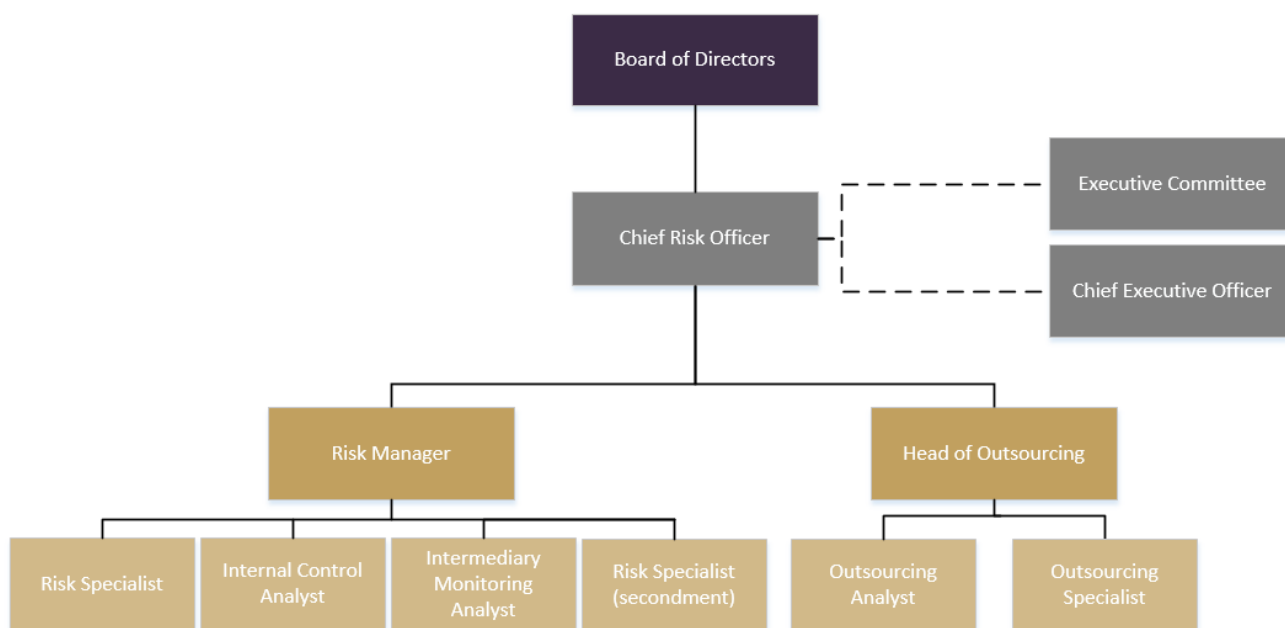 Board of Directors
Executive Committee
Chief Risk Officer
Chief Executive Officer
Risk Manager
Head of Outsourcing
Risk Specialist
Internal Control
Analyst
Intermediary
Monitoring
Analyst
Risk Specialist
(secondment)
Outsourcing
Analyst
Outsourcing
Specialist